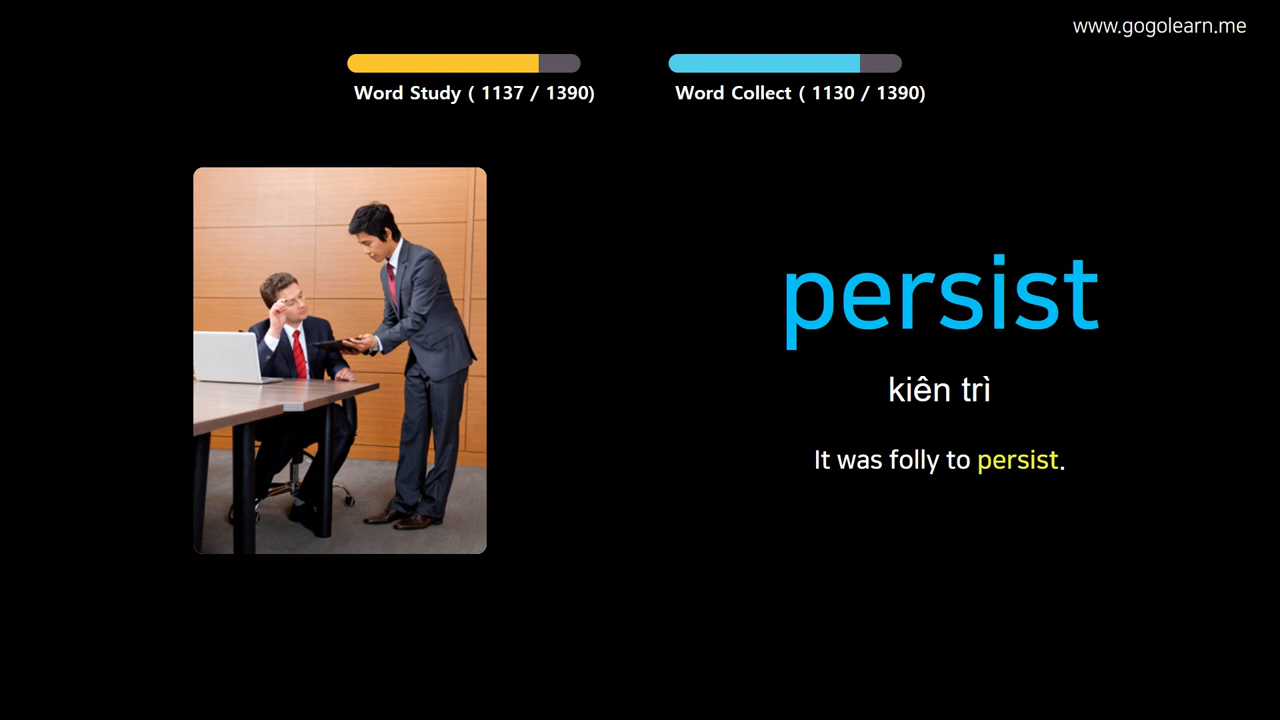 www.gogolearn.me
Word Study ( 1137 / 1390)
Word Collect ( 1130 / 1390)
persist
kiên trì
It was folly to persist.